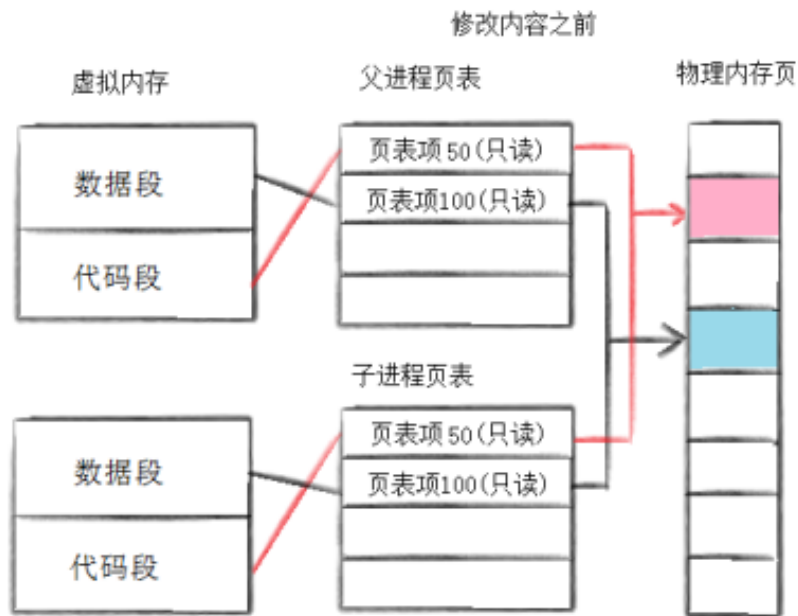 修改内容之前
虚拟内存
父进程页表
物理内存页
数据段
代码段
页表项50(只读)
页表项100(只读)
子进程页表
数据段
代码段
页表项50(只读)
页表项100(只读)